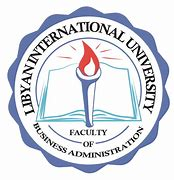 LIBYAN INTERNATIONAL UNIVERSITY
FACULTY
OF
BUSINESS ADMINISTRATION